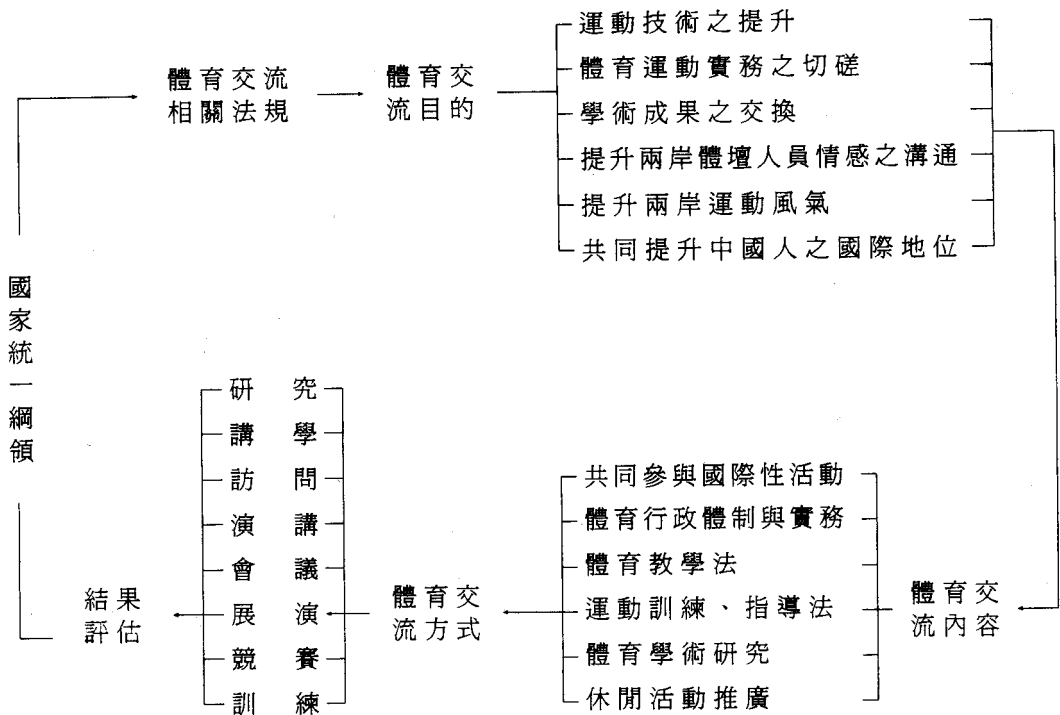 國家統一綱領
體育交流
相關法規
體育交
流目的
運動技術之提升
體育運動實務之切磋
學術成果之交換
提升兩岸體壇人員情感之溝通
提升兩岸運動風氣
共同提升中國人之國際地位
體育交
流內容
共同參與國際性活動
體育行政體制與實務
體育教學法
運動訓練、指導法
體育學術研究
休閒活動推廣
體育交
流方式
研究
講學
訪問
演講
會議
展演
競賽
訓練
結果
評估